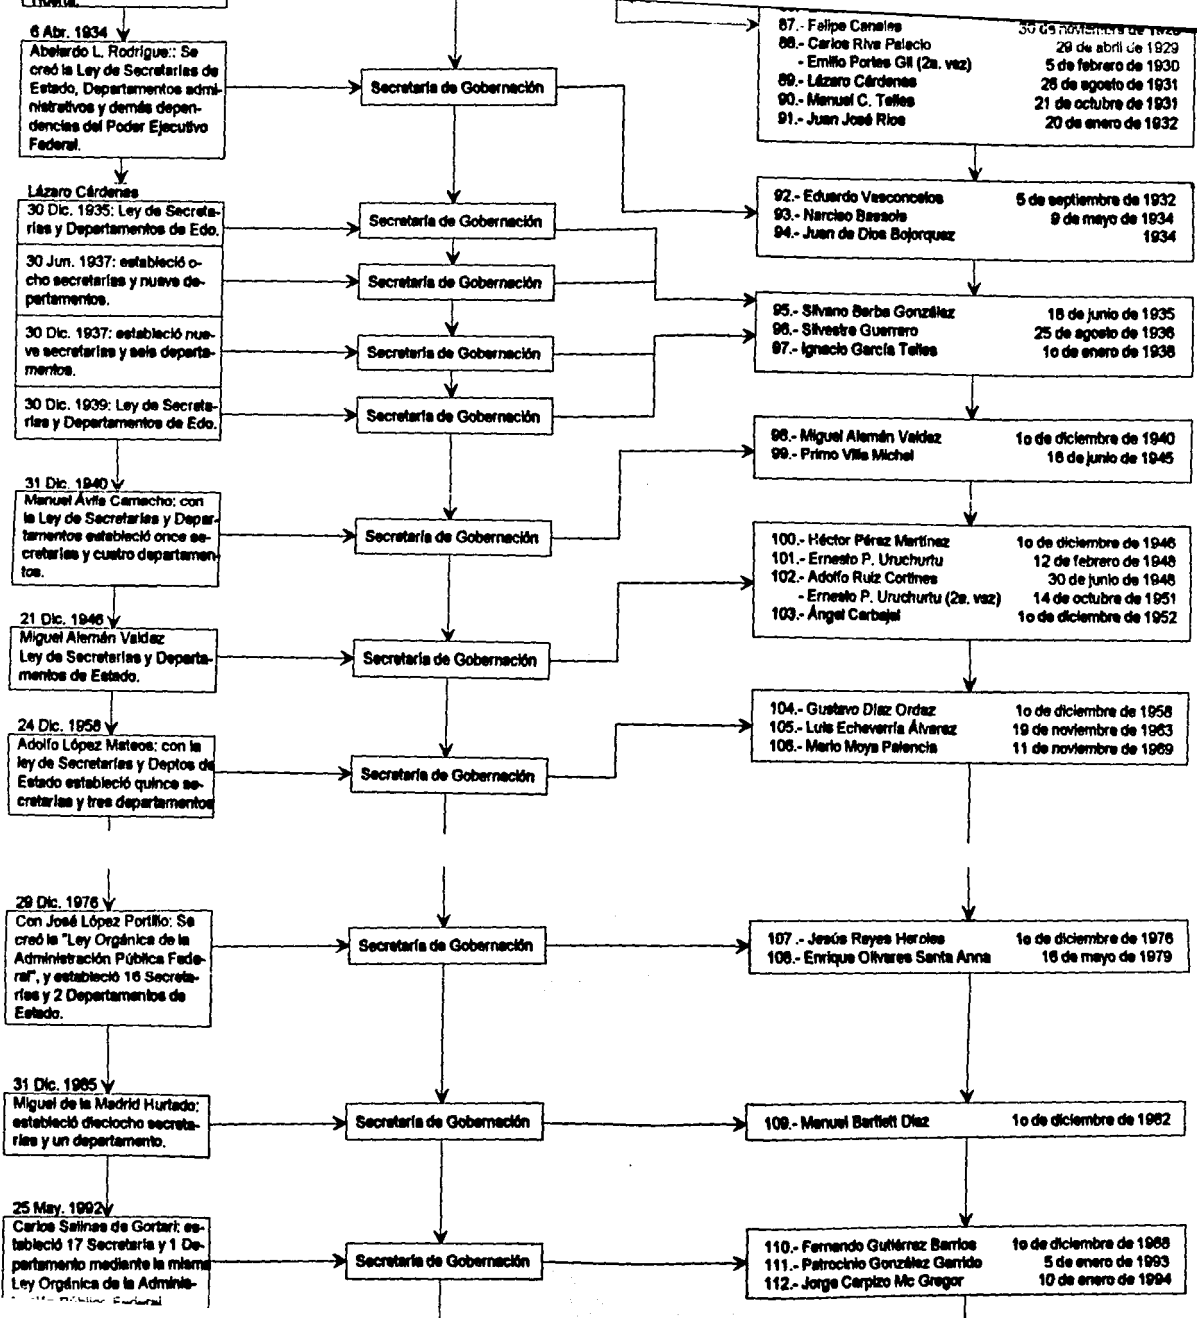 Huerta.
6 Abr. 1934
Abelardo L. Rodrigue:: Se
creó la Ley de Secretarías de
Estado, Departamentos admi-
nistrativos y demás depen-
dencias del Poder Ejecutivo
Federal.
Secretaría de Gobernación
87.- Felipe Canales 30 de noviembre de 1928
88.- Carlos Riva Palacio 29 de abril de 1929
- Emilio Portes Gil (2a. vez) 5 de febrero de 1930
89.- Lázaro Cárdenas 28 de agosto de 1931
90.- Manuel C. Telles 21 de octubre de 1931
91.- Juan José Rios 20 de enero de 1932
Lázaro Cárdenas
30 Dic. 1935: Ley de Secreta-
rías y Departamentos de Edo.
Secretaría de Gobernación
92.- Eduardo Vasconcelos 5 de septiembre de 1932
93.- Narciso Bassols 9 de mayo de 1934
94.- Juan de Dios Bojorquez 1934
30 Jun. 1937: estableció o-
cho secretarías y nueve de-
partamentos.
Secretaría de Gobernación
95.- Silvano Barba González 18 de junio de 1935
96.- Silvestre Guerrero 25 de agosto de 1936
97.- Ignacio García Telles 1o de enero de 1938
30 Dic. 1937: estableció nue-
ve secretarías y seis departa-
mentos.
Secretaría de Gobernación
30 Dic. 1939: Ley de Secreta-
rías y Departamentos de Edo.
Secretaría de Gobernación
98.- Miguel Alemán Valdez 1o de diciembre de 1940
99.- Primo Villa Michel 18 de junio de 1945
31 Dic. 1940
Manuel Ávila Camacho: con
la Ley de Secretarías y Depar-
tamentos estableció once se-
cretarías y cuatro departamen-
tos.
Secretaría de Gobernación
100.- Héctor Pérez Martínez 1o de diciembre de 1946
101.- Ernesto P. Uruchurtu 12 de febrero de 1948
102.- Adolfo Ruiz Cortines 30 de junio de 1948
- Ernesto P. Uruchurtu (2a. vez) 14 de octubre de 1951
103.- Ángel Carbajal 1o de diciembre de 1952
21 Dic. 1946
Miguel Alemán Valdez
Ley de Secretarías y Departa-
mentos de Estado.
Secretaría de Gobernación
24 Dic. 1958
Adolfo López Mateos: con la
ley de Secretarías y Deptos de
Estado estableció quince se-
cretarías y tres departamentos
Secretaría de Gobernación
104.- Gustavo Díaz Ordaz 1o de diciembre de 1958
105.- Luis Echeverría Álvarez 19 de noviembre de 1963
106.- Mario Moya Palencia 11 de noviembre de 1969
29 Dic. 1976
Con José López Portillo: Se
creó la "Ley Orgánica de la
Administración Pública Fede-
ral", y estableció 16 Secreta-
rías y 2 Departamentos de
Estado.
Secretaría de Gobernación
107 .- Jesús Reyes Heroles 1o de diciembre de 1976
108.- Enrique Olivares Santa Anna 16 de mayo de 1979
31 Dic. 1985
Miguel de la Madrid Hurtado:
estableció dieciocho secreta-
rías y un departamento.
Secretaría de Gobernación
109.- Manuel Bartlett Díaz 1o de diciembre de 1982
25 May. 1992
Carlos Salinas de Gortari: es-
tableció 17 Secretaría y 1 De-
partamento mediante la misma
Ley Orgánica de la Adminis-
Secretaría de Gobernación
110.- Fernando Gutiérrez Barrios 1o de diciembre de 1988
111.- Patrocinio González Garrido 5 de enero de 1993
112.- Jorge Carpizo Mc Gregor 10 de enero de 1994